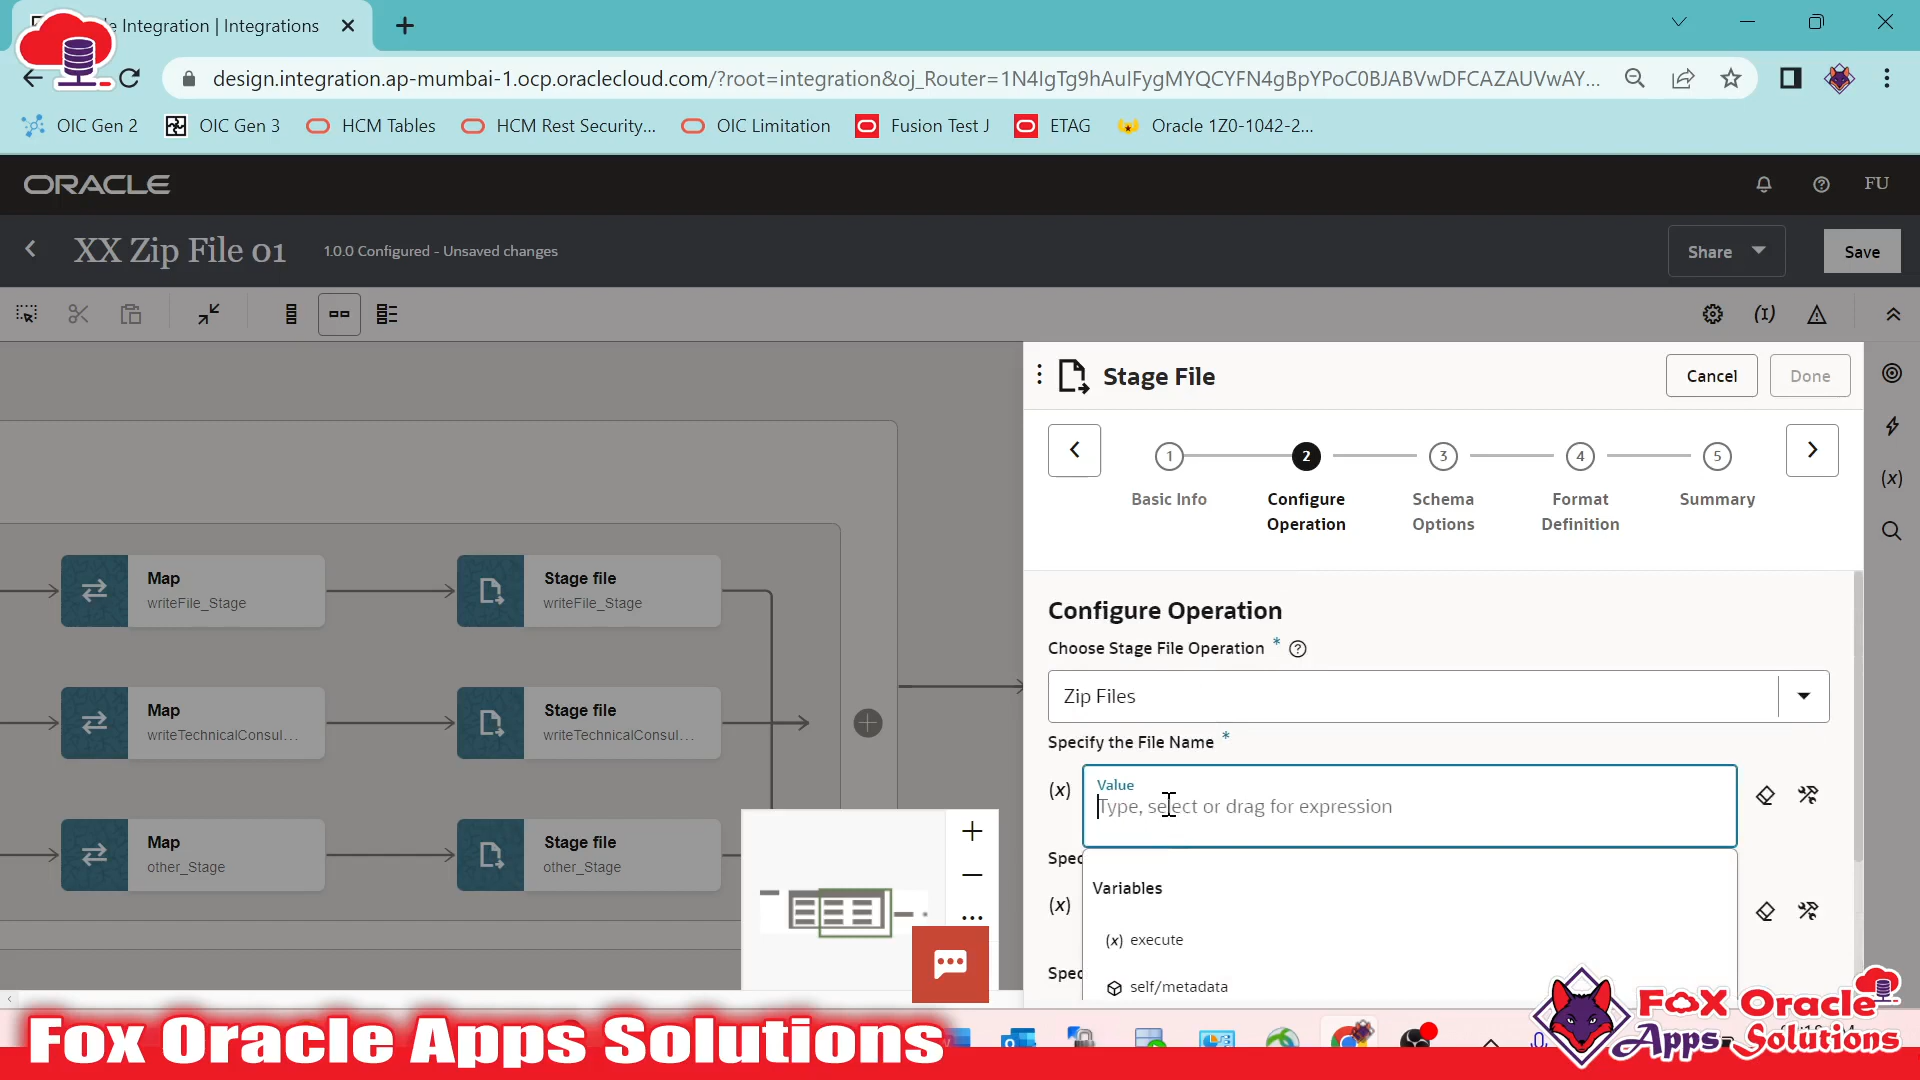 e Integration | Integrations
design.integration.ap-mumbai-1.ocp.oraclecloud.com/?root=integration&oj_Router=1N4IgTg9hAuIFygMYQCYFN4gBpYPoC0BJABVwDFCAZAUVwAY...
OIC Gen 2
OIC Gen 3
HCM Tables
HCM Rest Security...
OIC Limitation
Fusion Test J
ETAG
Oracle 1Z0-1042-2...
ORACLE
FU
XX Zip File 01
1.0.0 Configured - Unsaved changes
Share
Save
Stage File
Cancel
Done
1
2
3
4
5
Basic Info
Configure Operation
Schema Options
Format Definition
Summary
Configure Operation
Choose Stage File Operation *
Zip Files
Specify the File Name *
(x)
Value
Type, select or drag for expression
Spec
(x)
Variables
(x) execute
self/metadata
Spec
Map
writeFile_Stage
Stage file
writeFile_Stage
Map
writeTechnicalConsul...
Stage file
writeTechnicalConsul...
Map
other_Stage
Stage file
other_Stage
Fox Oracle Apps Solutions
FOX Oracle
Apps Solutions